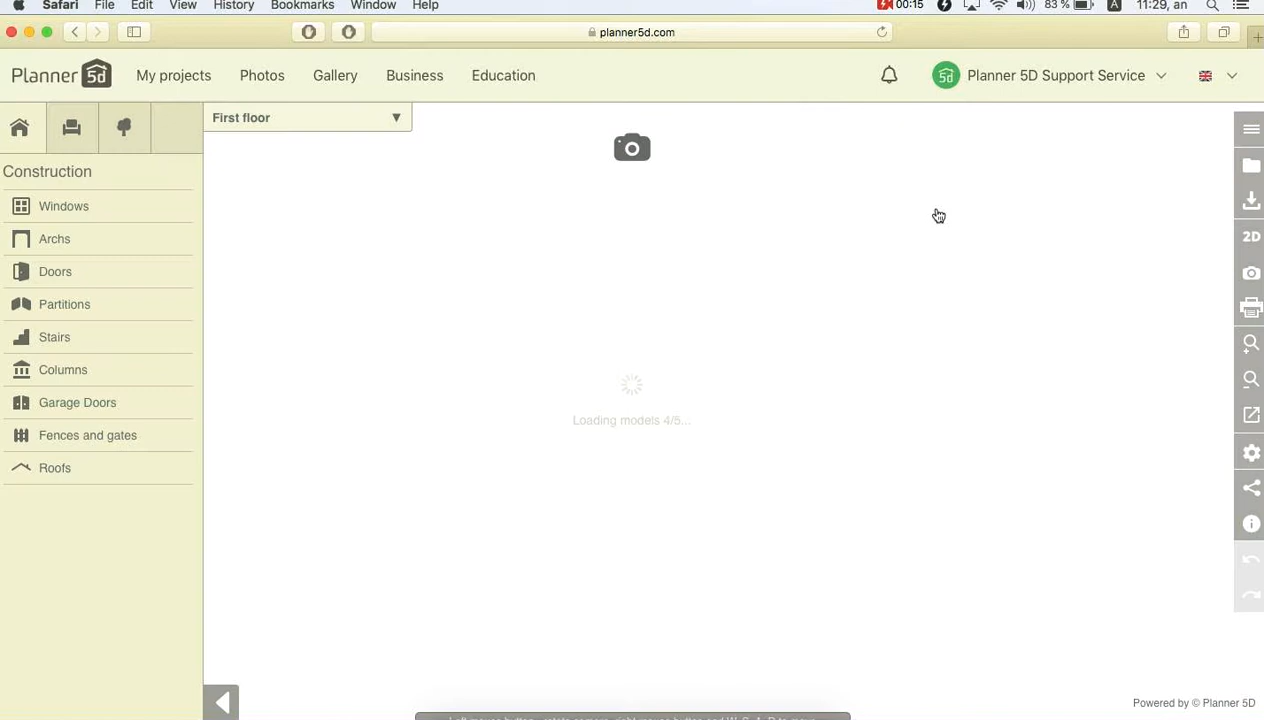 Safari File Edit View History Bookmarks Window Help 00:15 83 % A 11:29, an
planner5d.com
Planner 5d My projects Photos Gallery Business Education Planner 5D Support Service
First floor
Construction
Windows
Archs
Doors
Partitions
Stairs
Columns
Garage Doors
Fences and gates
Roofs
2D
Loading models 4/5...
Powered by © Planner 5D